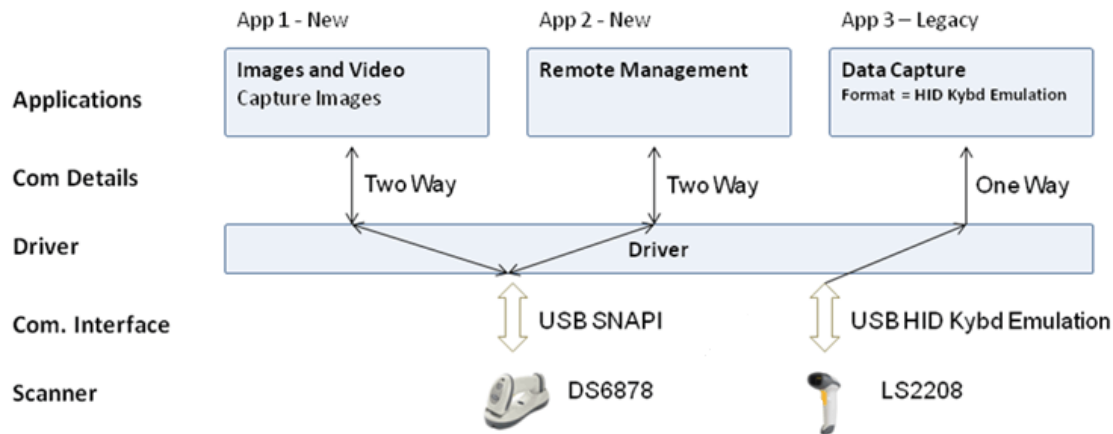 App 1 - New
App 2 - New
App 3 – Legacy
Applications
Images and Video
Capture Images
Remote Management
Data Capture
Format = HID Kybd Emulation
Com Details
Two Way
Two Way
One Way
Driver
Driver
Com. Interface
USB SNAPI
USB HID Kybd Emulation
Scanner
DS6878
LS2208